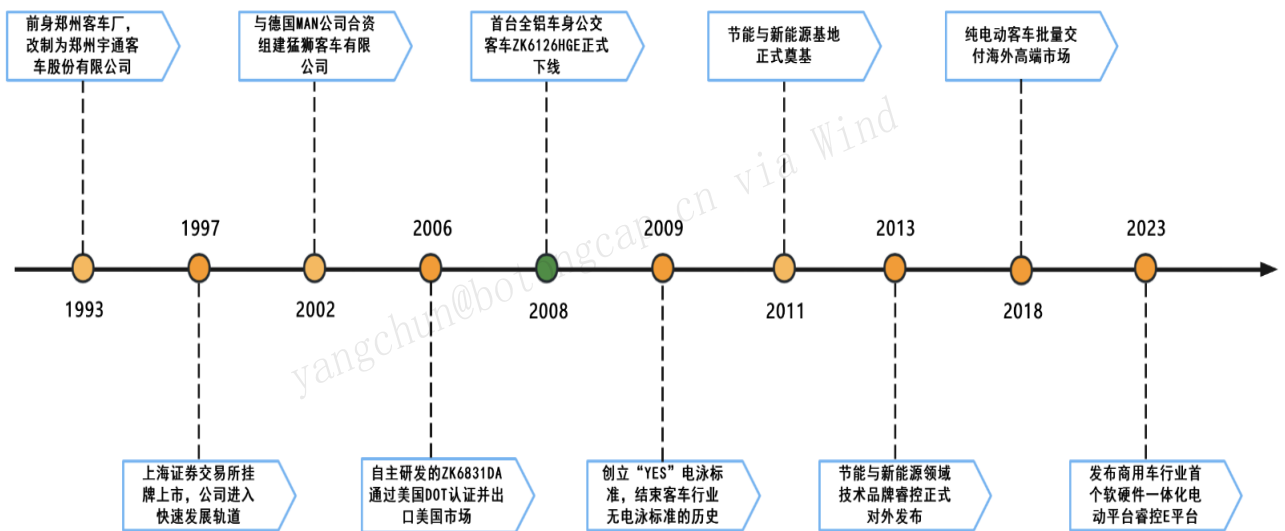 前身郑州客车厂，
改制为郑州宇通客
车股份有限公司
与德国MAN公司合资
组建猛狮客车有限
公司
首台全铝车身公交
客车ZK6126HGE正式
下线
节能与新能源基地
正式奠基
纯电动客车批量交
付海外高端市场
1997
2006
2009
2013
2023
1993
2002
2008
2011
2018
上海证券交易所挂
牌上市，公司进入
快速发展轨道
自主研发的ZK6831DA
通过美国DOT认证并出
口美国市场
创立“YES”电泳标
准，结束客车行业
无电泳标准的历史
节能与新能源领域
技术品牌睿控正式
对外发布
发布商用车行业首
个软硬件一体化电
动平台睿控E平台
yangchun@botongcap.cn via Wind